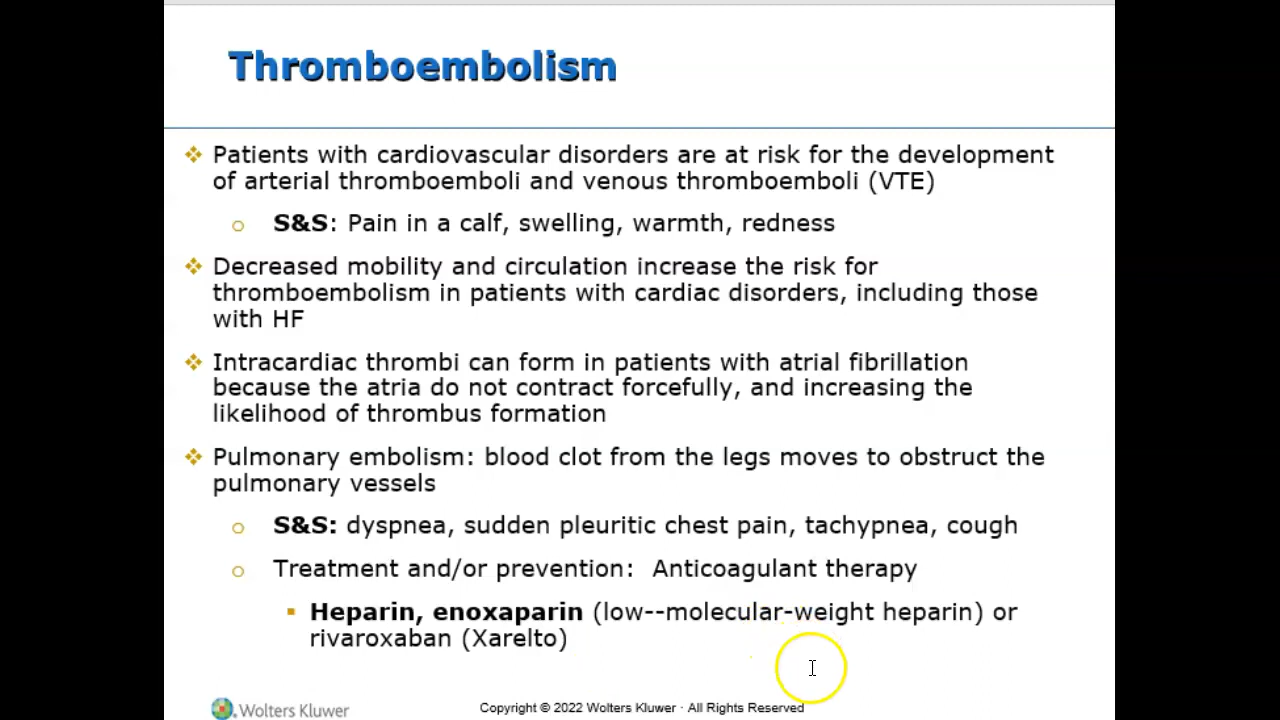 Thromboembolism
Patients with cardiovascular disorders are at risk for the development
of arterial thromboemboli and venous thromboemboli (VTE)
S&S: Pain in a calf, swelling, warmth, redness
Decreased mobility and circulation increase the risk for
thromboembolism in patients with cardiac disorders, including those
with HF
Intracardiac thrombi can form in patients with atrial fibrillation
because the atria do not contract forcefully, and increasing the
likelihood of thrombus formation
Pulmonary embolism: blood clot from the legs moves to obstruct the
pulmonary vessels
S&S: dyspnea, sudden pleuritic chest pain, tachypnea, cough
Treatment and/or prevention: Anticoagulant therapy
Heparin, enoxaparin (low--molecular-weight heparin) or
rivaroxaban (Xarelto)
Wolters Kluwer
Copyright © 2022 Wolters Kluwer · All Rights Reserved